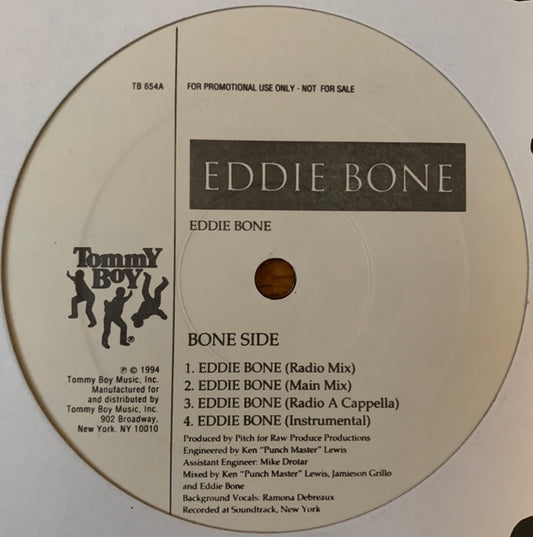 TB 654A
FOR PROMOTIONAL USE ONLY - NOT FOR SALE
EDDIE BONE
EDDIE BONE
Tommy
Boy
®
BONE SIDE
1. EDDIE BONE (Radio Mix)
2. EDDIE BONE (Main Mix)
3. EDDIE BONE (Radio A Cappella)
4. EDDIE BONE (Instrumental)
℗ © 1994
Tommy Boy Music, Inc.
Manufactured for
and distributed by
Tommy Boy Music, Inc.
902 Broadway,
New York. NY 10010
Produced by Pitch for Raw Produce Productions
Engineered by Ken "Punch Master" Lewis
Assistant Engineer: Mike Drotar
Mixed by Ken "Punch Master" Lewis, Jamieson Grillo
and Eddie Bone
Background Vocals: Ramona Debreaux
Recorded at Soundtrack, New York